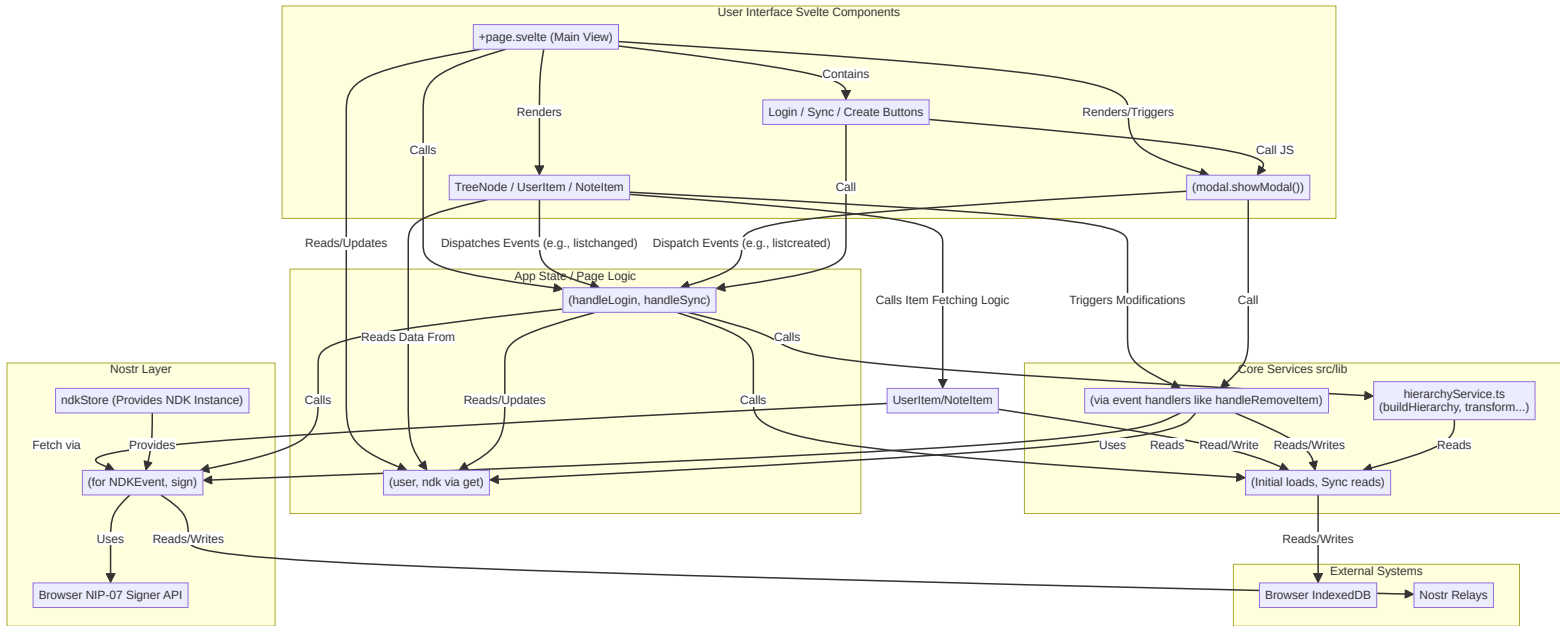 User Interface Svelte Components
+page.svelte (Main View)
Contains
Login / Sync / Create Buttons
Renders
Renders/Triggers
Calls
Call JS
TreeNode / UserItem / NoteItem
Call
(modal.showModal())
Reads/Updates
Dispatches Events (e.g., listchanged)
Dispatch Events (e.g., listcreated)
App State / Page Logic
(handleLogin, handleSync)
Calls Item Fetching Logic
Triggers Modifications
Call
Reads Data From
Calls
Nostr Layer
Core Services src/lib
ndkStore (Provides NDK Instance)
Calls
Reads/Updates
Calls
UserItem/NoteItem
(via event handlers like handleRemoveItem)
hierarchyService.ts
(buildHierarchy, transform...)
Fetch via
Provides
Uses
Reads
Read/Write
Reads/Writes
Reads
(for NDKEvent, sign)
(user, ndk via get)
(Initial loads, Sync reads)
Uses
Reads/Writes
Reads/Writes
External Systems
Browser NIP-07 Signer API
Browser IndexedDB
Nostr Relays